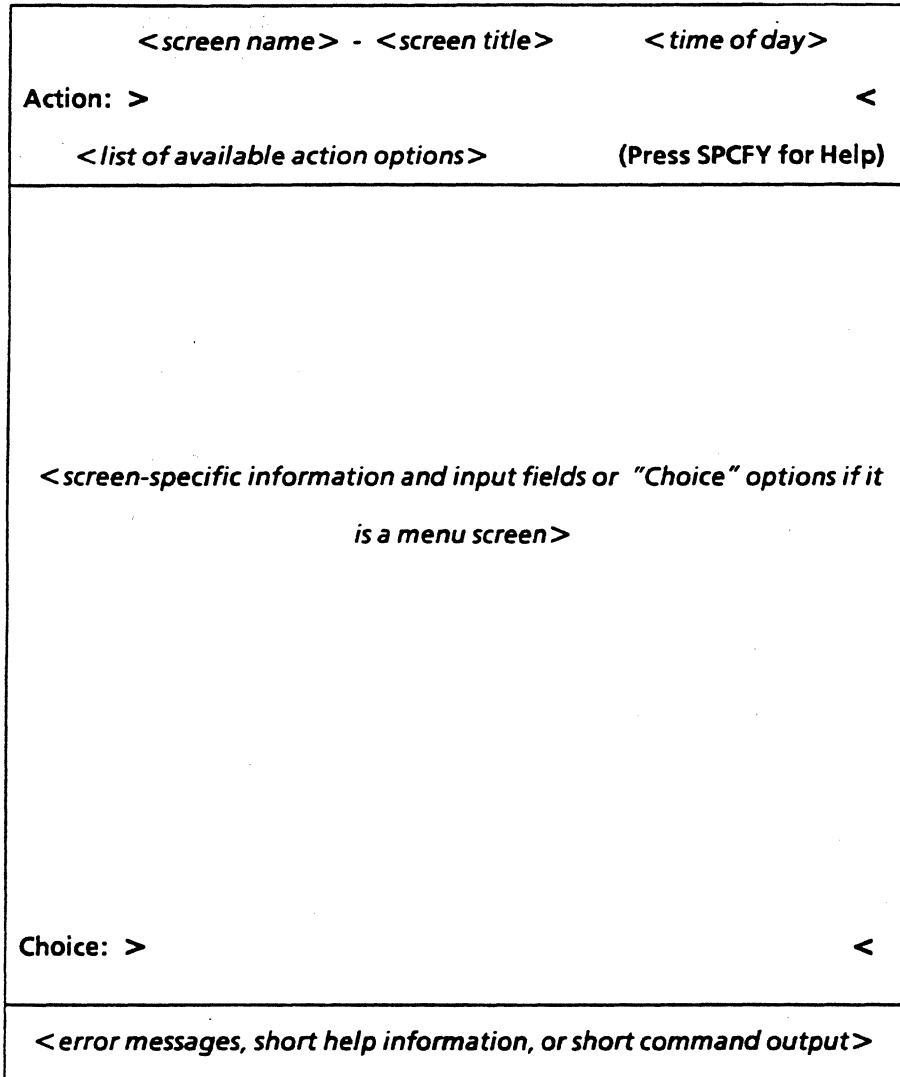 <screen name> - <screen title> <time of day>
Action: > <
<list of available action options> (Press SPCFY for Help)
<screen-specific information and input fields or "Choice" options if it
is a menu screen>
Choice: > <
<error messages, short help information, or short command output>